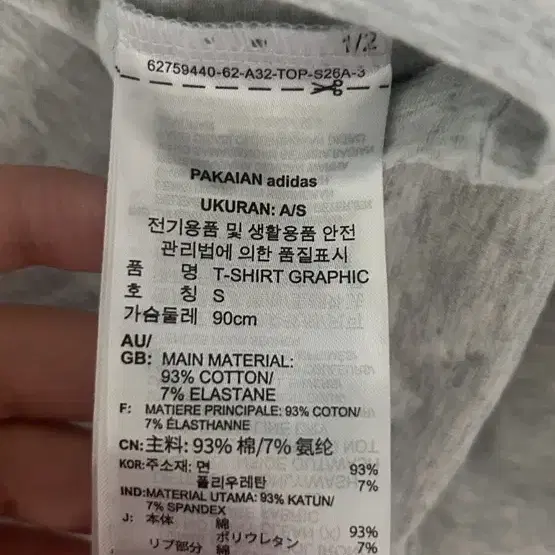 1/2
62759440-62-A32-TOP-S26A-3
PAKAIAN adidas
UKURAN: A/S
전기용품 및 생활용품 안전
관리법에 의한 품질표시
품 명 T-SHIRT GRAPHIC
호 칭 S
가슴둘레 90cm
AU/
GB: MAIN MATERIAL:
93% COTTON/
7% ELASTANE
F: MATIERE PRINCIPALE: 93% COTON/
7% ELASTHANNE
CN:主料: 93% 棉/7% 氨纶
KOR:주소재: 면 93%
폴리우레탄 7%
IND:MATERIAL UTAMA: 93% KATUN/
7% SPANDEX
J: 本体 綿 93%
ポリウレタン 7%
リブ部分 綿